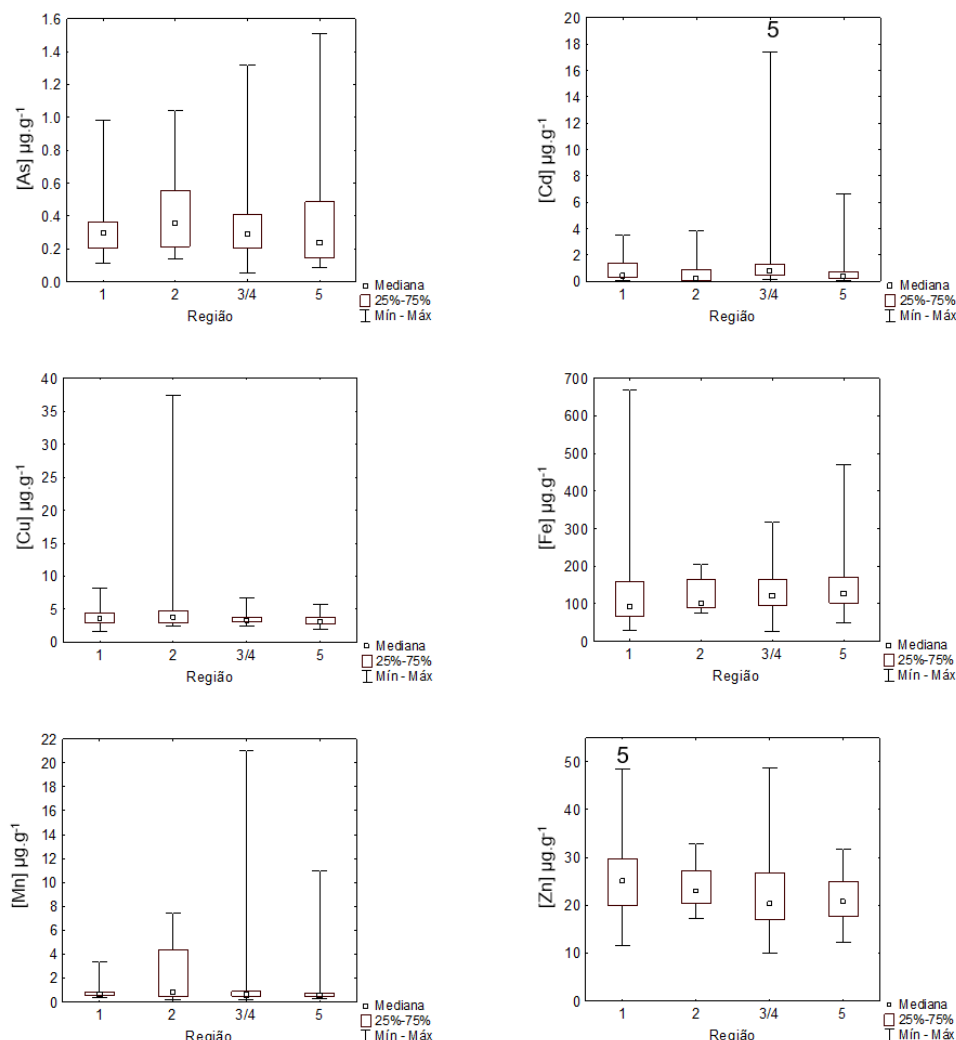 1.6
1.4
1.2
1.0
0.8
0.6
0.4
0.2
0.0
[As] µg.g-1
1 2 3/4 5
Região
Mediana
25%-75%
Mín - Máx
20
18
16
14
12
10
8
6
4
2
0
[Cd] µg.g-1
5
1 2 3/4 5
Região
Mediana
25%-75%
Mín - Máx
40
35
30
25
20
15
10
5
0
[Cu] µg.g-1
1 2 3/4 5
Região
Mediana
25%-75%
Mín - Máx
700
600
500
400
300
200
100
0
[Fe] µg.g-1
1 2 3/4 5
Região
Mediana
25%-75%
Mín - Máx
22
20
18
16
14
12
10
8
6
4
2
0
[Mn] µg.g-1
1 2 3/4 5
Região
Mediana
25%-75%
Mín - Máx
50
40
30
20
10
0
[Zn] µg.g-1
5
1 2 3/4 5
Região
Mediana
25%-75%
Mín - Máx